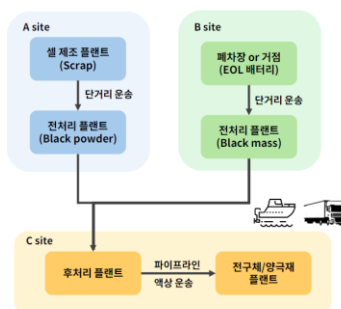 A site
셀 제조 플랜트
(Scrap)
단거리 운송
전처리 플랜트
(Black powder)
B site
폐차장 or 거점
(EOL 배터리)
단거리 운송
전처리 플랜트
(Black mass)
C site
후처리 플랜트
파이프라인
액상 운송
전구체/양극재
플랜트